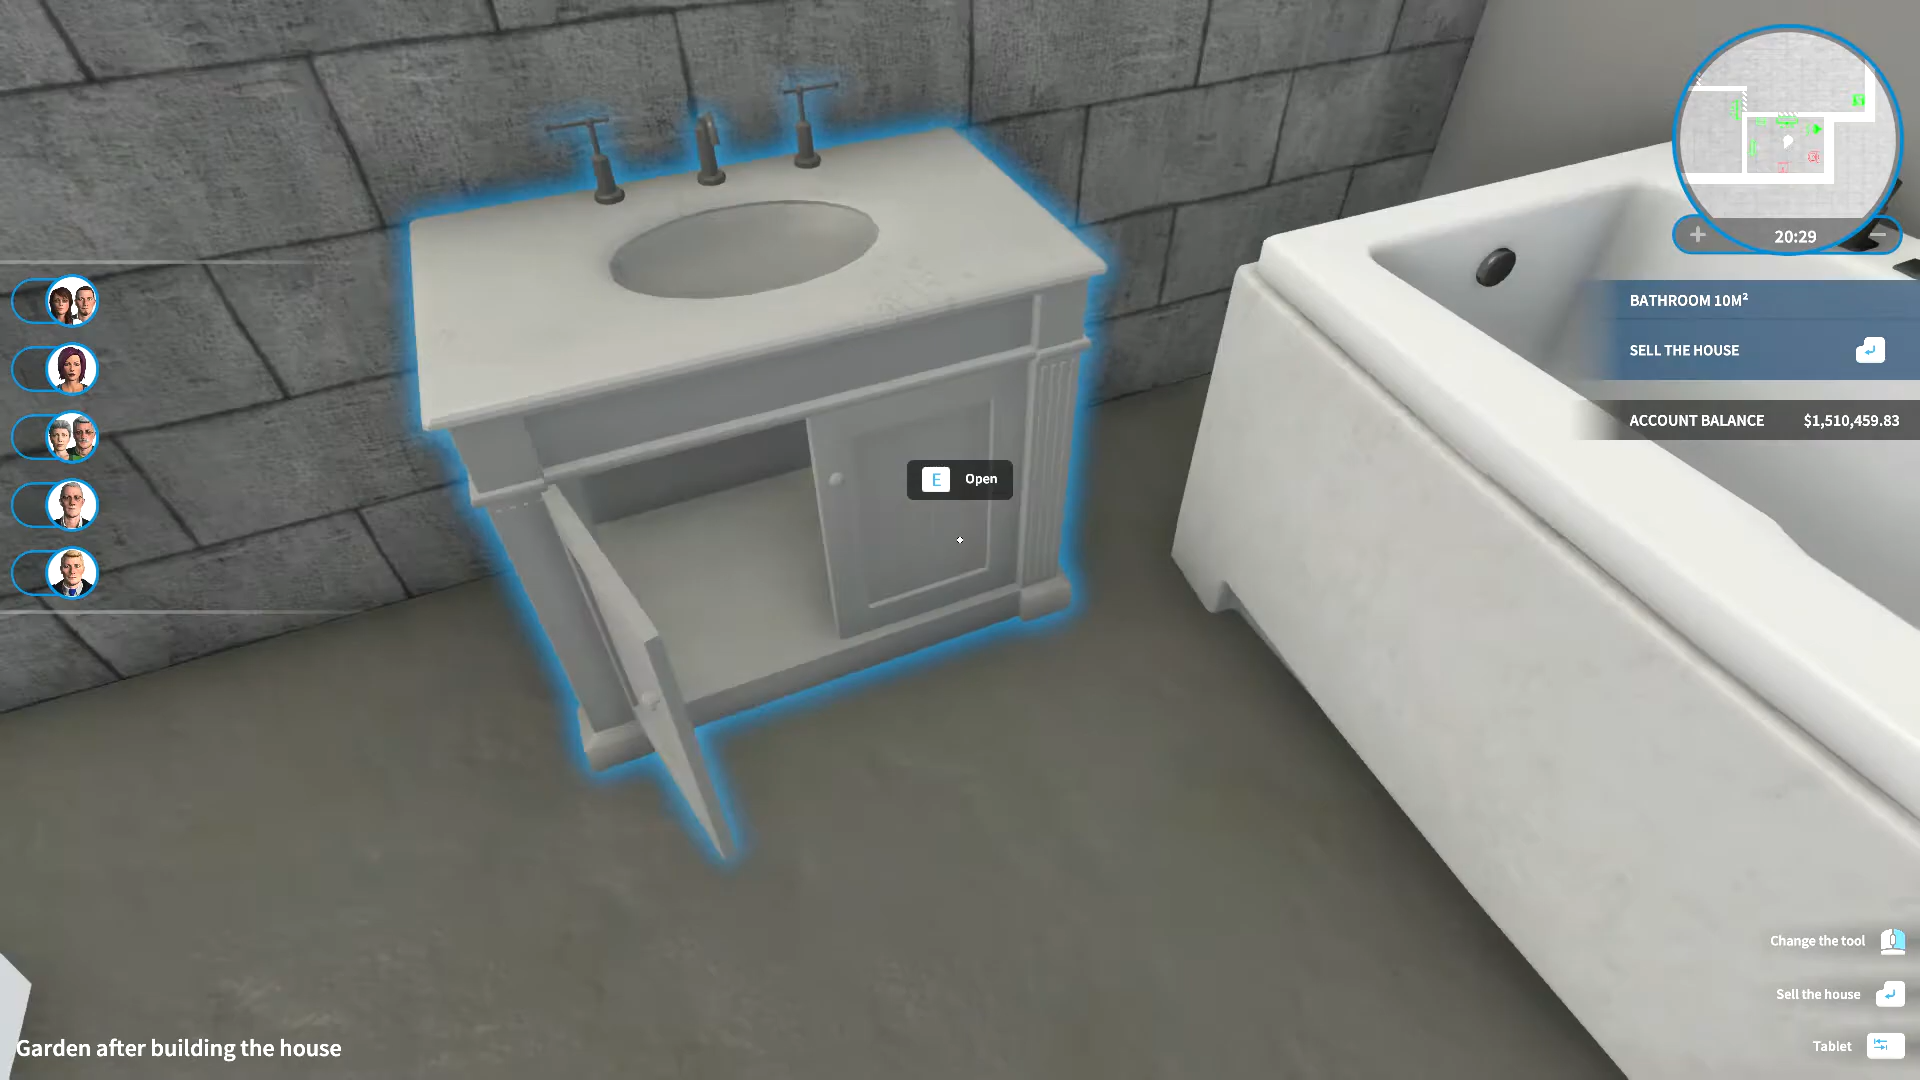 20:29
BATHROOM 10M²
SELL THE HOUSE
ACCOUNT BALANCE $1,510,459.83
E Open
Change the tool
Sell the house
Tablet
Garden after building the house